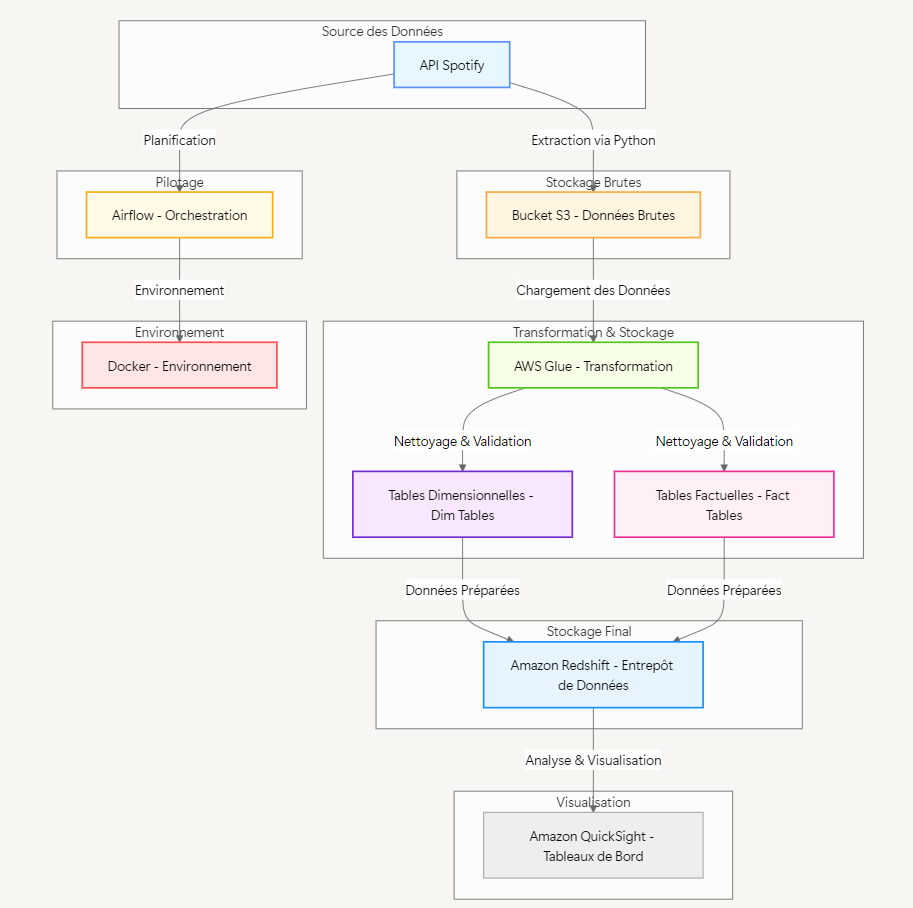 Source des Données
API Spotify
Planification
Extraction via Python
Pilotage
Stockage Brutes
Airflow - Orchestration
Bucket S3 - Données Brutes
Environnement
Chargement des Données
Environnement
Transformation & Stockage
Docker - Environnement
AWS Glue - Transformation
Nettoyage & Validation
Nettoyage & Validation
Tables Dimensionnelles -
Dim Tables
Tables Factuelles - Fact
Tables
Données Préparées
Données Préparées
Stockage Final
Amazon Redshift - Entrepôt
de Données
Analyse & Visualisation
Visualisation
Amazon QuickSight -
Tableaux de Bord